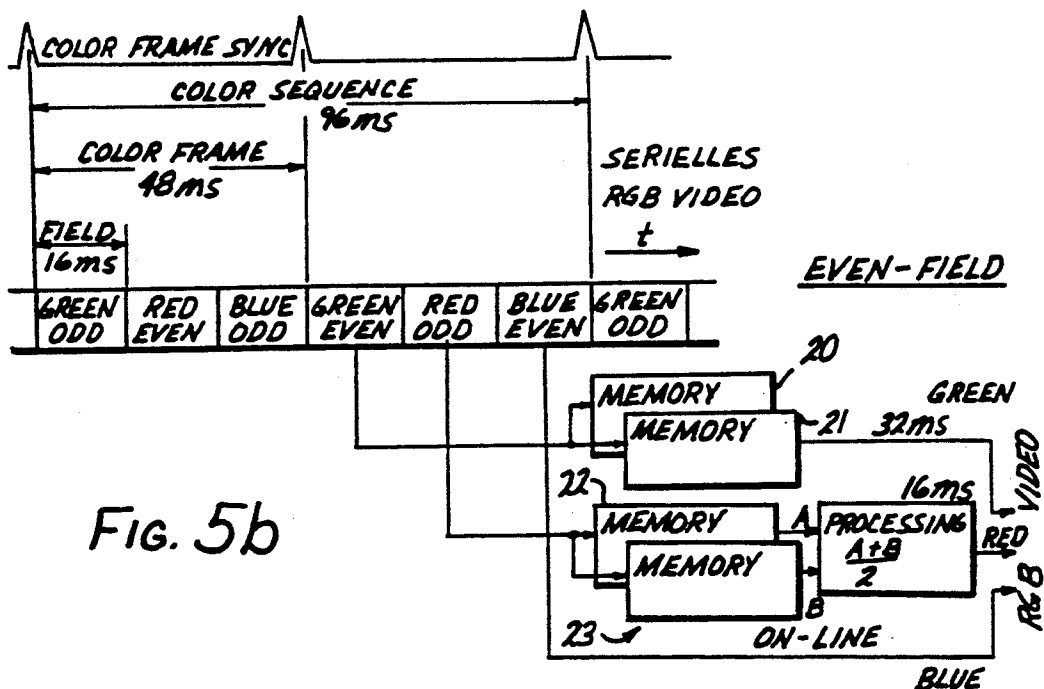 COLOR FRAME SYNC
COLOR SEQUENCE
96ms
COLOR FRAME
48ms
SERIELLES
RGB VIDEO
t
FIELD
16ms
EVEN-FIELD
GREEN ODD
RED EVEN
BLUE ODD
GREEN EVEN
RED ODD
BLUE EVEN
GREEN ODD
20
MEMORY
GREEN
21
32ms
MEMORY
22
16ms
MEMORY
A
PROCESSING
A+B
2
RED
MEMORY
B
23
ON-LINE
BLUE
RGB VIDEO
FIG. 5b